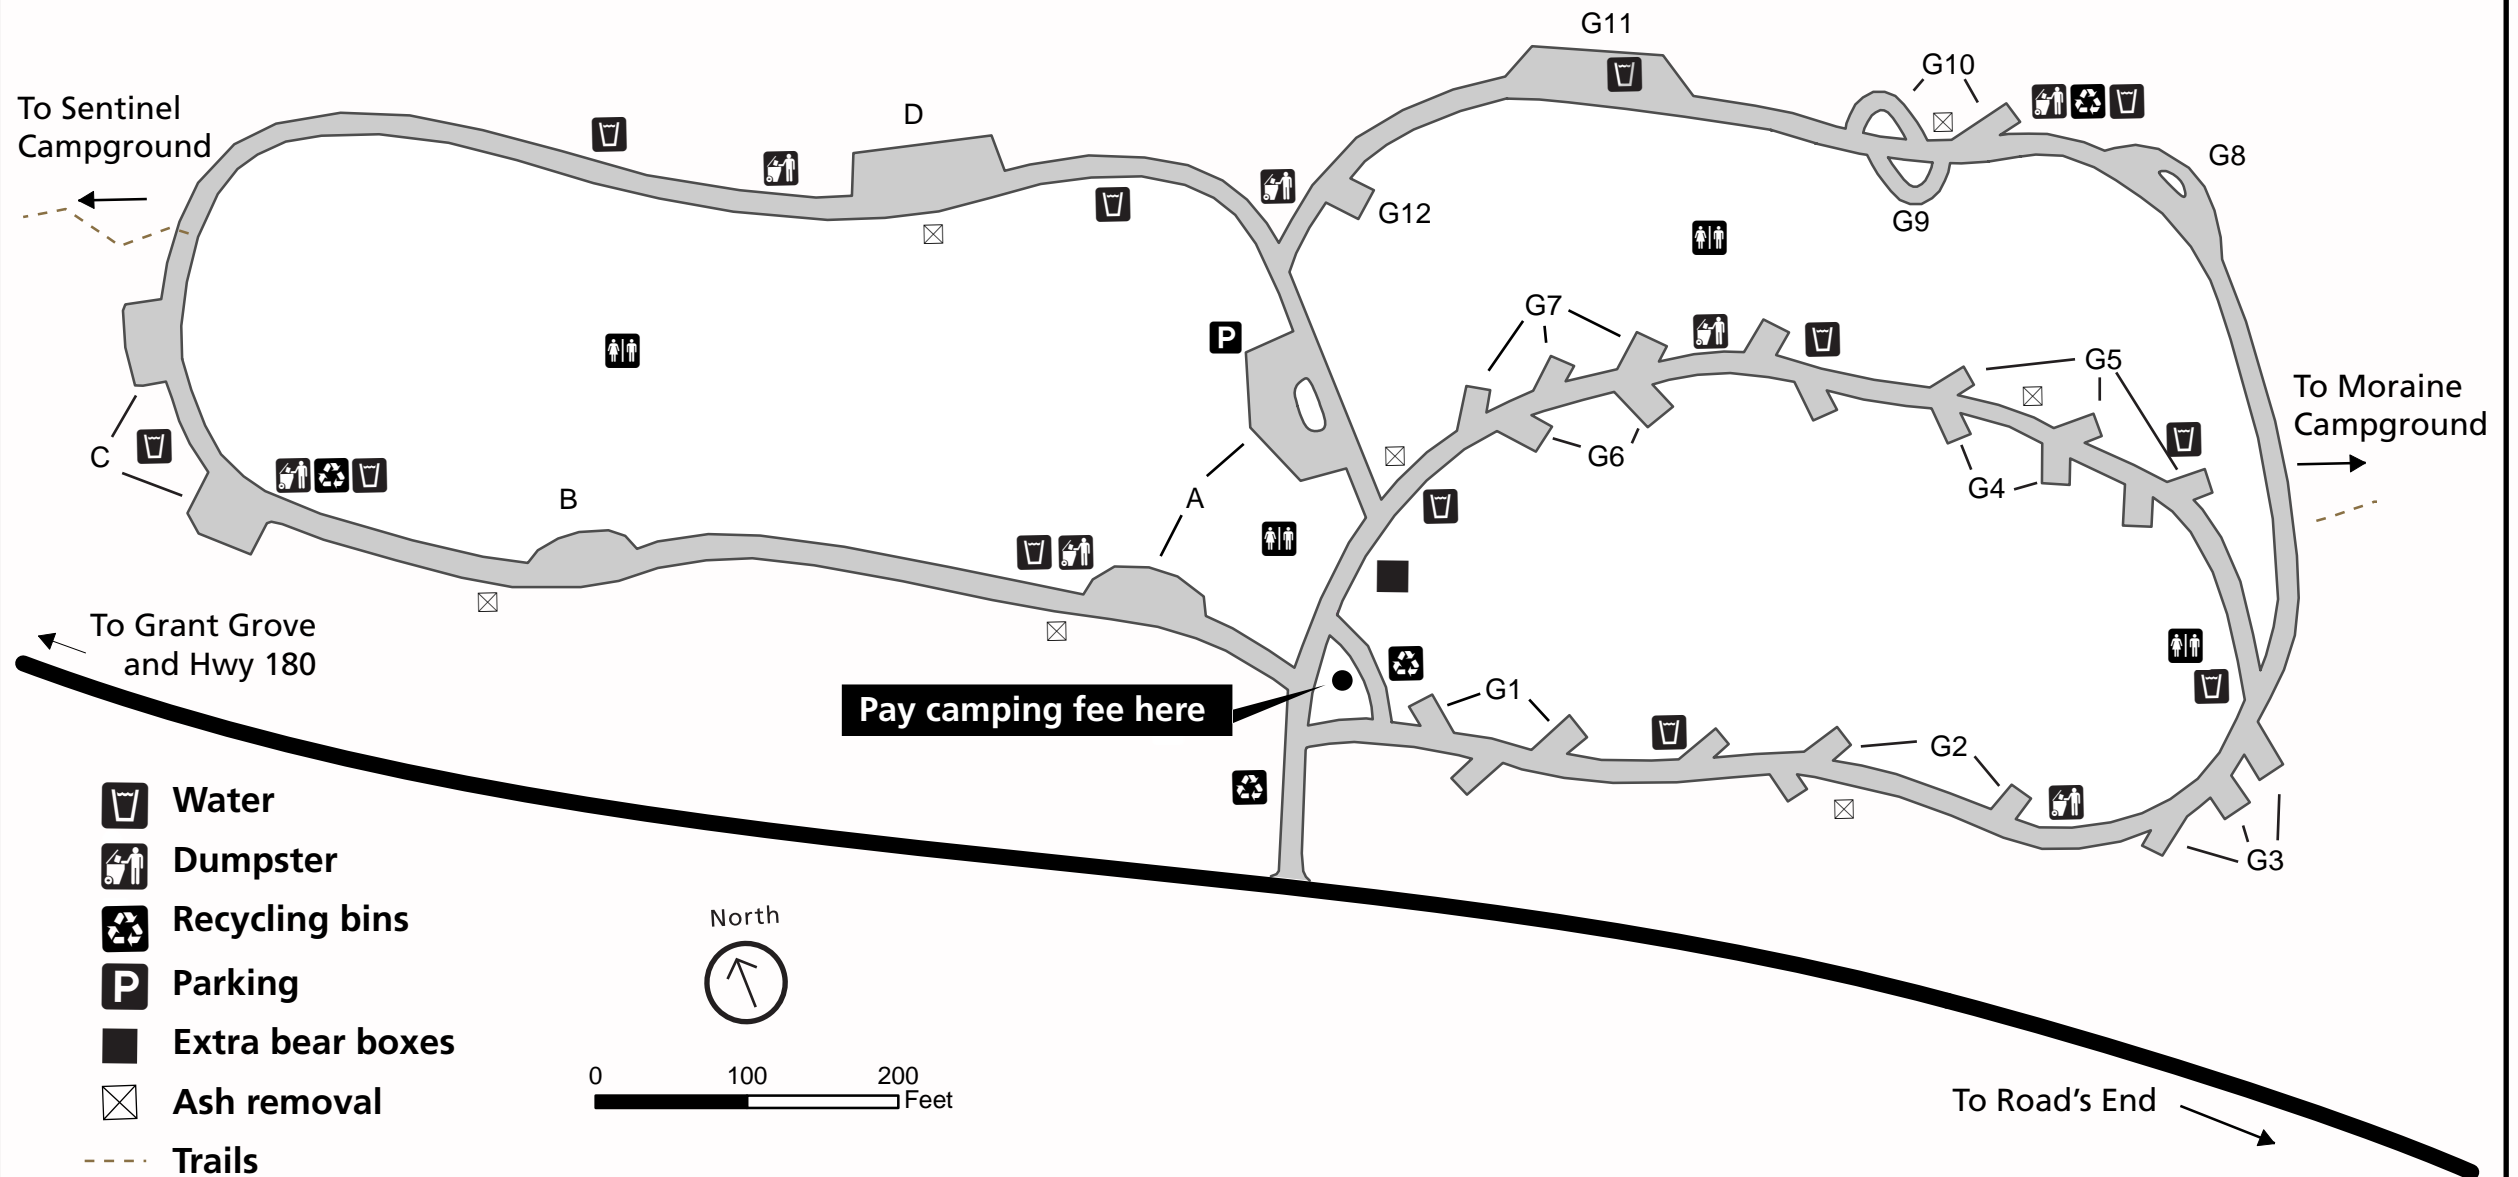 G11
G10
To Sentinel
Campground
D
G8
G12
G9
G7
P
G5
To Moraine
Campground
C
G6
G4
B
A
To Grant Grove
and Hwy 180
Pay camping fee here
G1
G2
G3
Water
Dumpster
Recycling bins
P Parking
Extra bear boxes
Ash removal
Trails
North
0 100 200
Feet
To Road’s End